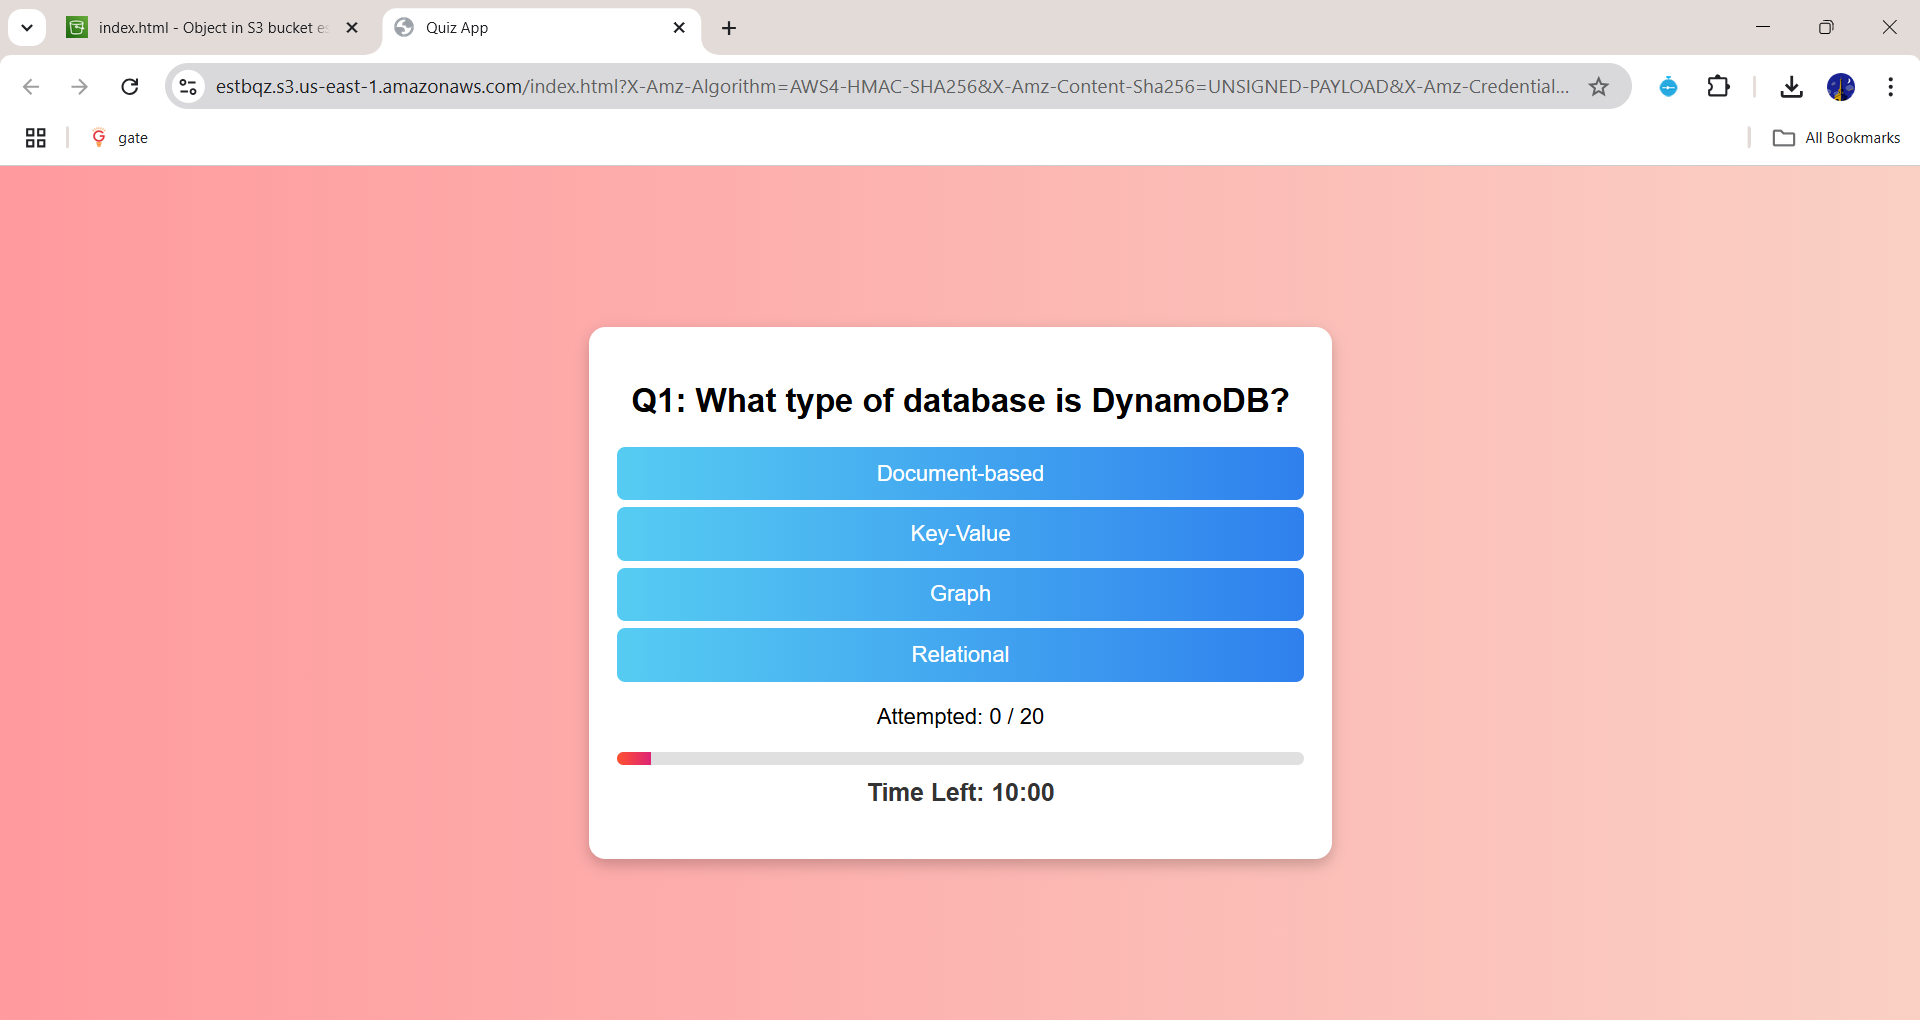 index.html - Object in S3 bucket es
Quiz App
estbqz.s3.us-east-1.amazonaws.com/index.html?X-Amz-Algorithm=AWS4-HMAC-SHA256&X-Amz-Content-Sha256=UNSIGNED-PAYLOAD&X-Amz-Credential...
gate
All Bookmarks
Q1: What type of database is DynamoDB?
Document-based
Key-Value
Graph
Relational
Attempted: 0 / 20
Time Left: 10:00